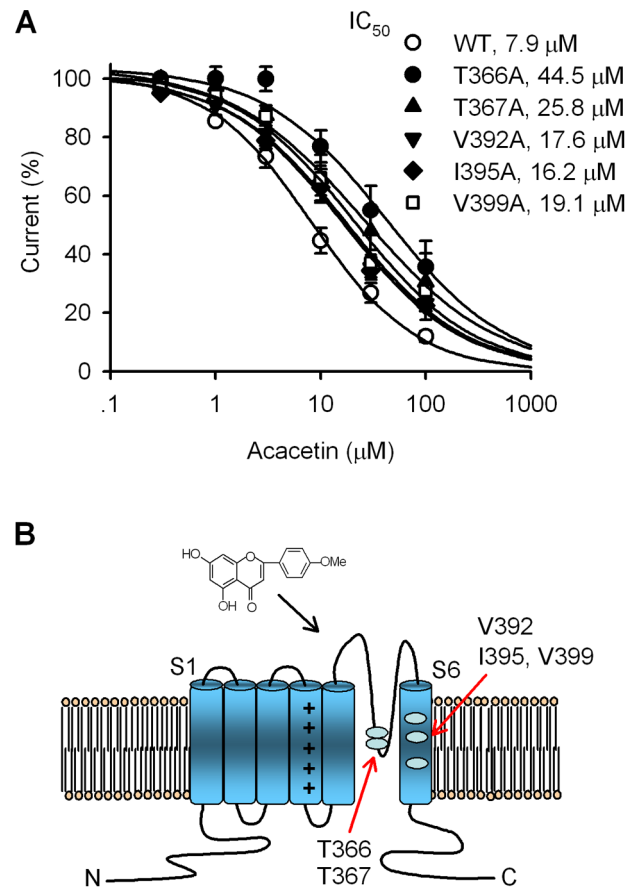 A
IC50
WT, 7.9 μM
T366A, 44.5 μM
T367A, 25.8 μM
V392A, 17.6 μM
I395A, 16.2 μM
V399A, 19.1 μM
100
80
60
40
20
0
Current (%)
.1 1 10 100 1000
Acacetin (μM)
B
HO
O
OMe
OH
O
V392
I395, V399
S1
S6
+
+
+
+
+
T366
T367
N
C